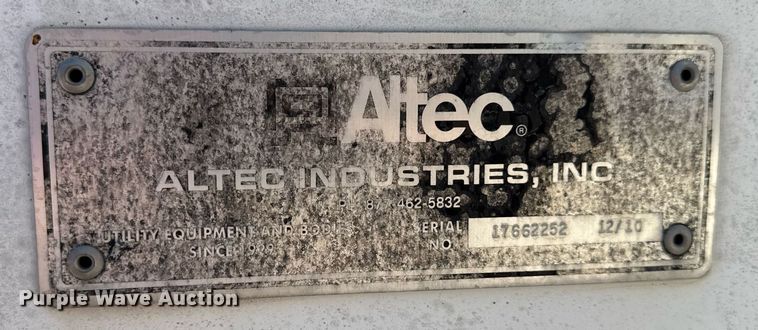 Altec®
ALTEC INDUSTRIES, INC
462-5832
UTILITY EQUIPMENT AND BODIES
SINCE
SERIAL NO. 17662252 12/10
Purple Wave Auction